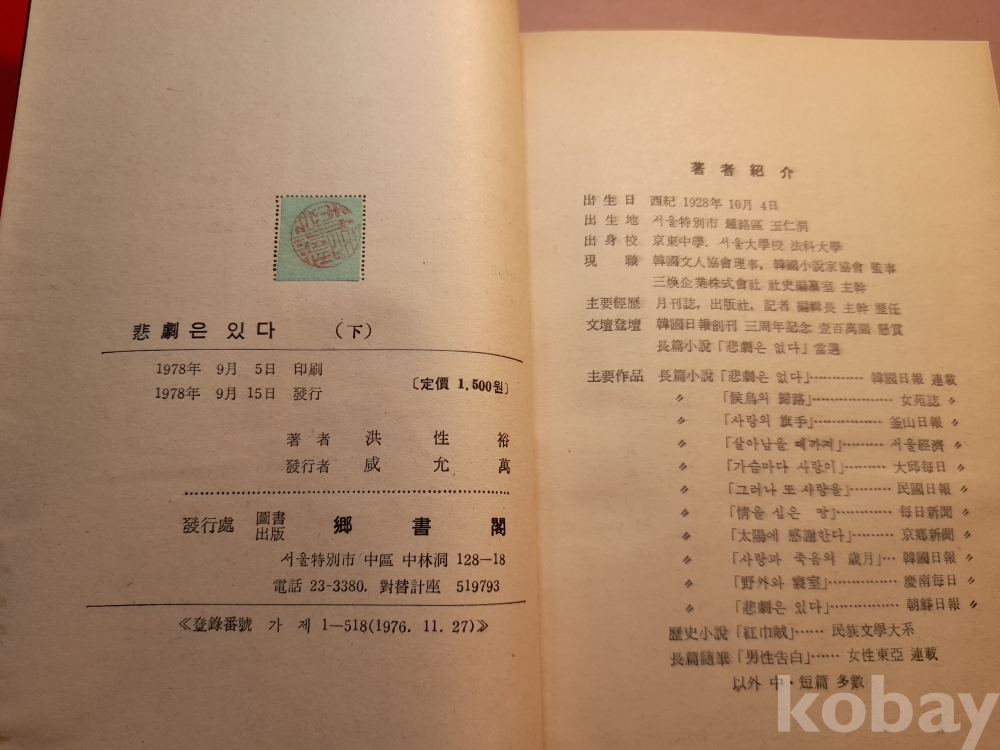 悲劇은 있다 (下)
1978年 9月 5日 印刷
1978年 9月 15日 發行
〔定價 1,500원〕
著者 洪性裕
發行者 咸允萬
發行處 圖書出版 鄕書閣
서울特別市 中區 中林洞 128—18
電話 23-3380. 對替計座 519793
≪登錄番號 가 제 1—518(1976. 11. 27)≫
著者紹介
出生日 西紀 1928年 10月 4日
出生地 서울特別市 鍾路區 玉仁洞
出身校 京東中學. 서울大學校 法科大學
現職 韓國文人協會理事, 韓國小說家協會 監事
三煥企業株式會社 社史編纂室 主幹
主要經歷 月刊誌, 出版社, 記者 編輯長 主幹 歷任
文壇登壇 韓國日報創刊 三周年記念 壹百萬圜 懸賞
長篇小說「悲劇은 없다」當選
主要作品 長篇小說「悲劇은 없다」………… 韓國日報 連載
〃 「候鳥의 歸路」………… 女苑誌 〃
〃 「사랑의 旗手」………… 釜山日報 〃
〃 「살아남을 때까지」………… 서울經濟 〃
〃 「가슴마다 사랑이」………… 大邱每日 〃
〃 「그러나 또 사랑을」………… 民國日報 〃
〃 「情을 심은 땅」………… 每日新聞 〃
〃 「太陽에 感謝한다」………… 京鄕新聞 〃
〃 「사랑과 죽음의 歲月」…… 韓國日報 〃
〃 「野外와 寢室」………… 慶南每日 〃
〃 「悲劇은 있다」………… 朝鮮日報 〃
歷史小說「紅巾賊」…… 民族文學大系
長篇隨筆「男性告白」…… 女性東亞 連載
以外 中·短篇 多數
kobay